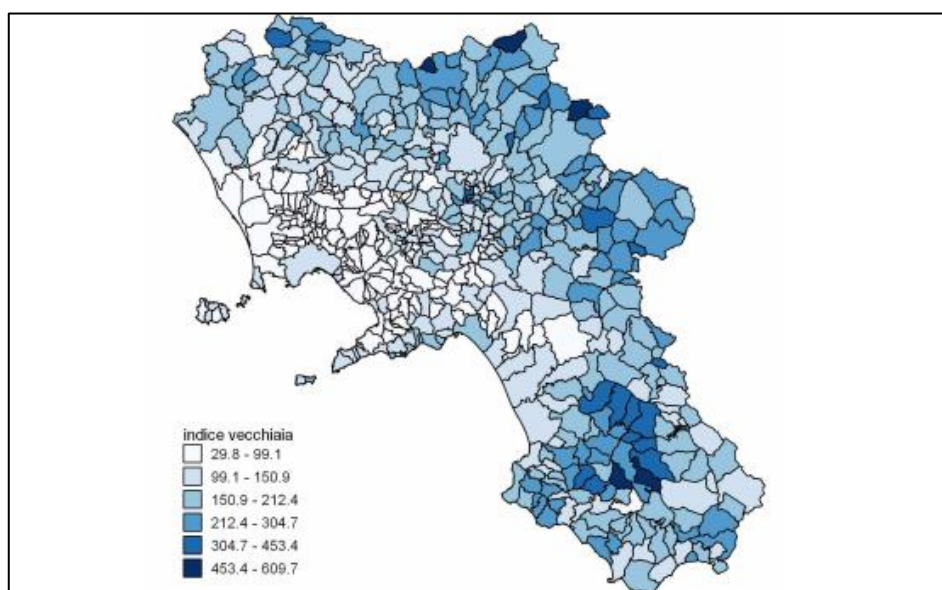 indice vecchiaia
29.8 - 99.1
99.1 - 150.9
150.9 - 212.4
212.4 - 304.7
304.7 - 453.4
453.4 - 609.7